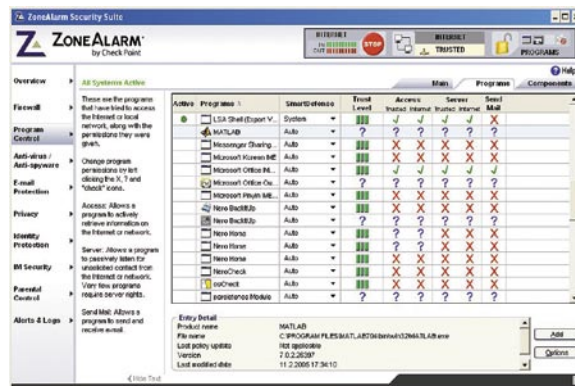 ZoneAlarm Security Suite
ZONEALARM®
by Check Point
INTERNET
IN
OUT
STOP
INTERNET
TRUSTED
PROGRAMS
Help
Main
Programs
Components
Overview
Firewall
Program
Control
Anti-virus /
Anti-spyware
E-mail
Protection
Privacy
Identity
Protection
IM Security
Parental
Control
Alerts & Logs
All Systems Active
These are the programs
that have tried to access
the Internet or local
network, along with the
permissions they were
given.
Change program
permissions by left
clicking the X, ? and
"check" icons.
Access: Allows a
program to actively
retrieve information on
the Internet or network.
Server: Allows a program
to passively listen for
unsolicited contact from
the Internet or network.
Very few programs
require server rights.
Send Mail: Allows a
program to send and
receive e-mail.
Hide Text
Active Programs SmartDefense Trust Level Access Server Send Mail
Trusted Internet Trusted Internet
LSA Shell (Export V... System
MATLAB Auto ? ? ? ? ? ?
Messenger Sharing... Auto X X X X X
Microsoft Korean IME Auto X X X X X
Microsoft Office IM... Auto
Microsoft Office Ou... Auto ? ? ? ? ? ?
Microsoft PinYin IME... Auto X X X X X
Nero BackItUp Auto X X X X X
Nero BackItUp Auto ? ? ? ? ? ?
Nero Home Auto X X X
Nero Home Auto ? ? X X X
Nero Home Auto ? ? X X X
NeroCheck Auto X X X X X
osCheck Auto X X X X X
persistence Module Auto ? ? ? ? ? ?
Entry Detail
Product name MATLAB
File name
Last policy update Not applicable
Version
Last modified date
Add
Options